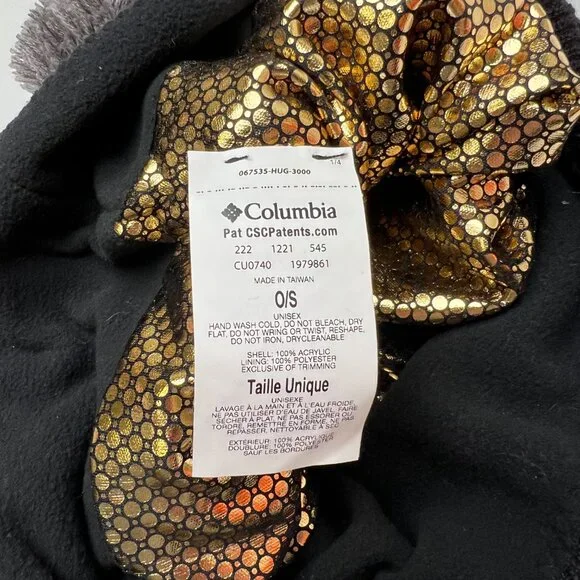 067535-HUG-3000
1/4
Columbia
Pat CSCPatents.com
222 1221 545
CU0740 1979861
MADE IN TAIWAN
O/S
UNISEX
HAND WASH COLD, DO NOT BLEACH, DRY
FLAT, DO NOT WRING OR TWIST, RESHAPE,
DO NOT IRON, DRYCLEANABLE
SHELL: 100% ACRYLIC
LINING: 100% POLYESTER
EXCLUSIVE OF TRIMMING
Taille Unique
UNISEXE
LAVAGE À LA MAIN ET À L'EAU FROIDE,
NE PAS UTILISER D'EAU DE JAVEL, FAIRE
SÉCHER À PLAT, NE PAS ESSORER OU
TORDRE, REMETTRE EN FORME, NE PAS
REPASSER, NETTOYABLE À SEC
EXTÉRIEUR: 100% ACRYLIQUE
DOUBLURE: 100% POLYESTER
SAUF LES BORDURES